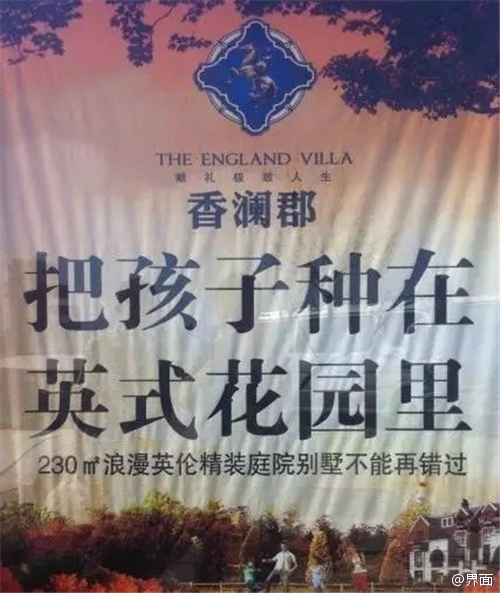 THE ENGLAND VILLA
献礼极致人生
香澜郡
把孩子种在
英式花园里
230㎡浪漫英伦精装庭院别墅不能再错过
@界面